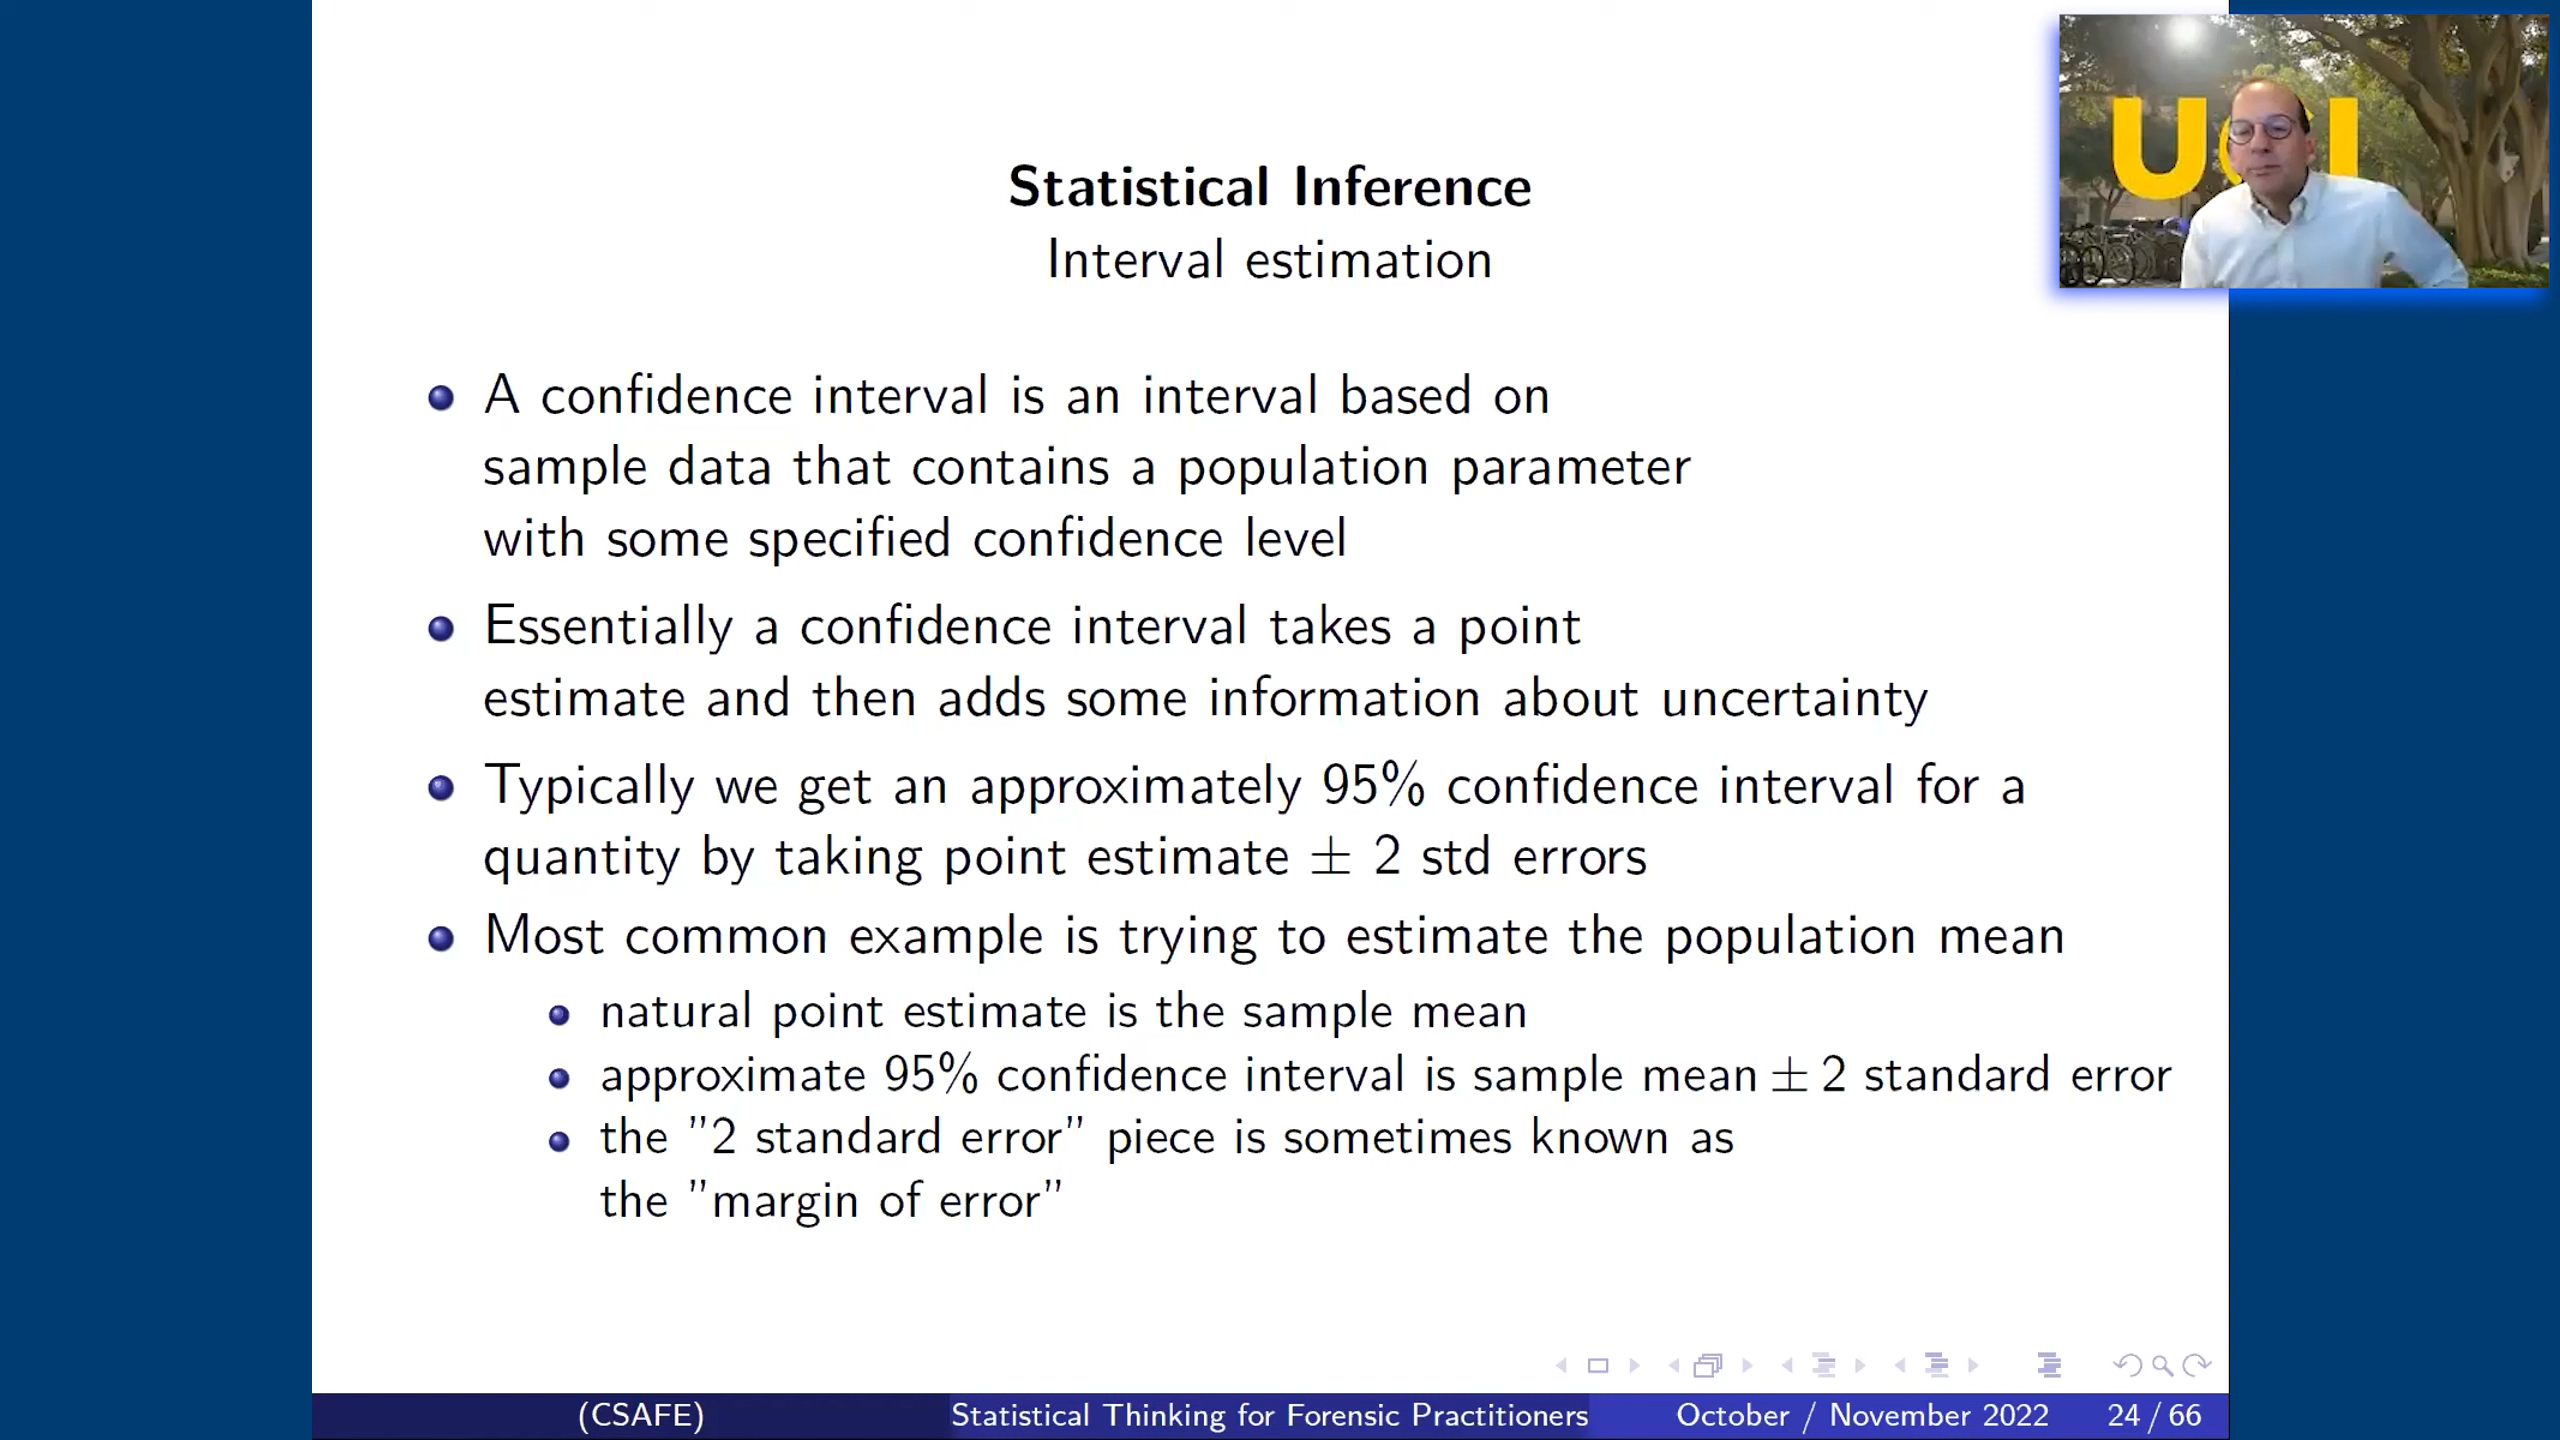 Statistical Inference
Interval estimation
UCI
A confidence interval is an interval based on
sample data that contains a population parameter
with some specified confidence level
Essentially a confidence interval takes a point
estimate and then adds some information about uncertainty
Typically we get an approximately 95% confidence interval for a
quantity by taking point estimate ± 2 std errors
Most common example is trying to estimate the population mean
natural point estimate is the sample mean
approximate 95% confidence interval is sample mean ± 2 standard error
the ”2 standard error” piece is sometimes known as
the ”margin of error”
(CSAFE) Statistical Thinking for Forensic Practitioners October / November 2022 24 / 66